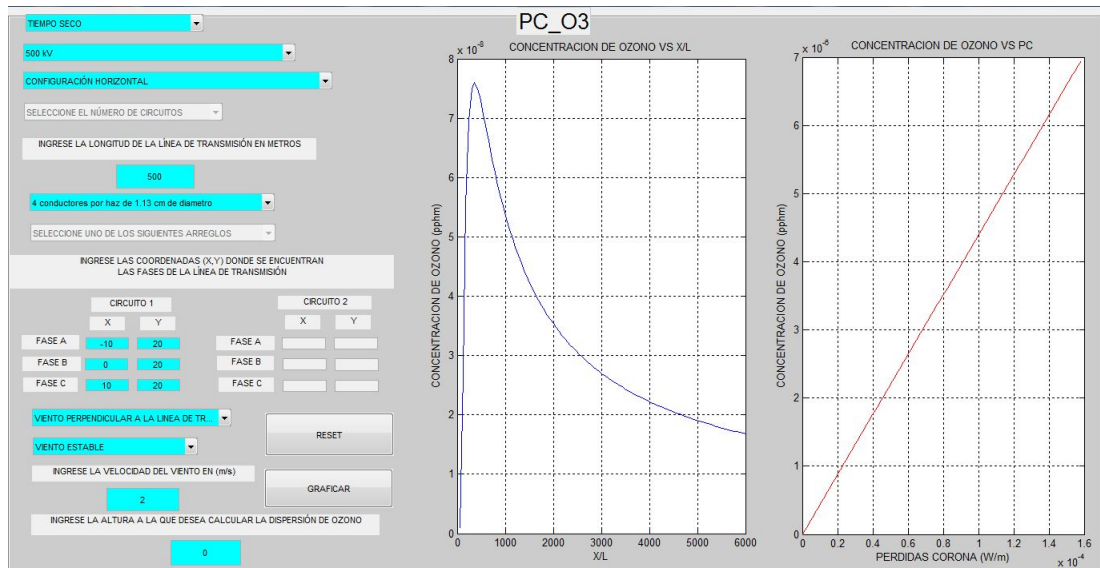 PC_O3
TIEMPO SECO
500 kV
CONFIGURACIÓN HORIZONTAL
SELECCIONE EL NÚMERO DE CIRCUITOS
INGRESE LA LONGITUD DE LA LÍNEA DE TRANSMISIÓN EN METROS
500
4 conductores por haz de 1.13 cm de diametro
SELECCIONE UNO DE LOS SIGUIENTES ARREGLOS
INGRESE LAS COORDENADAS (X,Y) DONDE SE ENCUENTRAN
LAS FASES DE LA LÍNEA DE TRANSMISIÓN
CIRCUITO 1
X Y
FASE A -10 20
FASE B 0 20
FASE C 10 20
CIRCUITO 2
X Y
FASE A
FASE B
FASE C
VIENTO PERPENDICULAR A LA LINEA DE TR...
VIENTO ESTABLE
INGRESE LA VELOCIDAD DEL VIENTO EN (m/s)
2
RESET
GRAFICAR
INGRESE LA ALTURA A LA QUE DESEA CALCULAR LA DISPERSIÓN DE OZONO
0
CONCENTRACION DE OZONO VS X/L
x 10⁻⁸
CONCENTRACION DE OZONO (pphm)
8
7
6
5
4
3
2
1
0
0 1000 2000 3000 4000 5000 6000
X/L
CONCENTRACION DE OZONO VS PC
CONCENTRACION DE OZONO (pphm)
7
6
5
4
3
2
1
0
0 0.2 0.4 0.6 0.8 1 1.2 1.4 1.6
PERDIDAS CORONA (W/m)
x 10⁻⁴